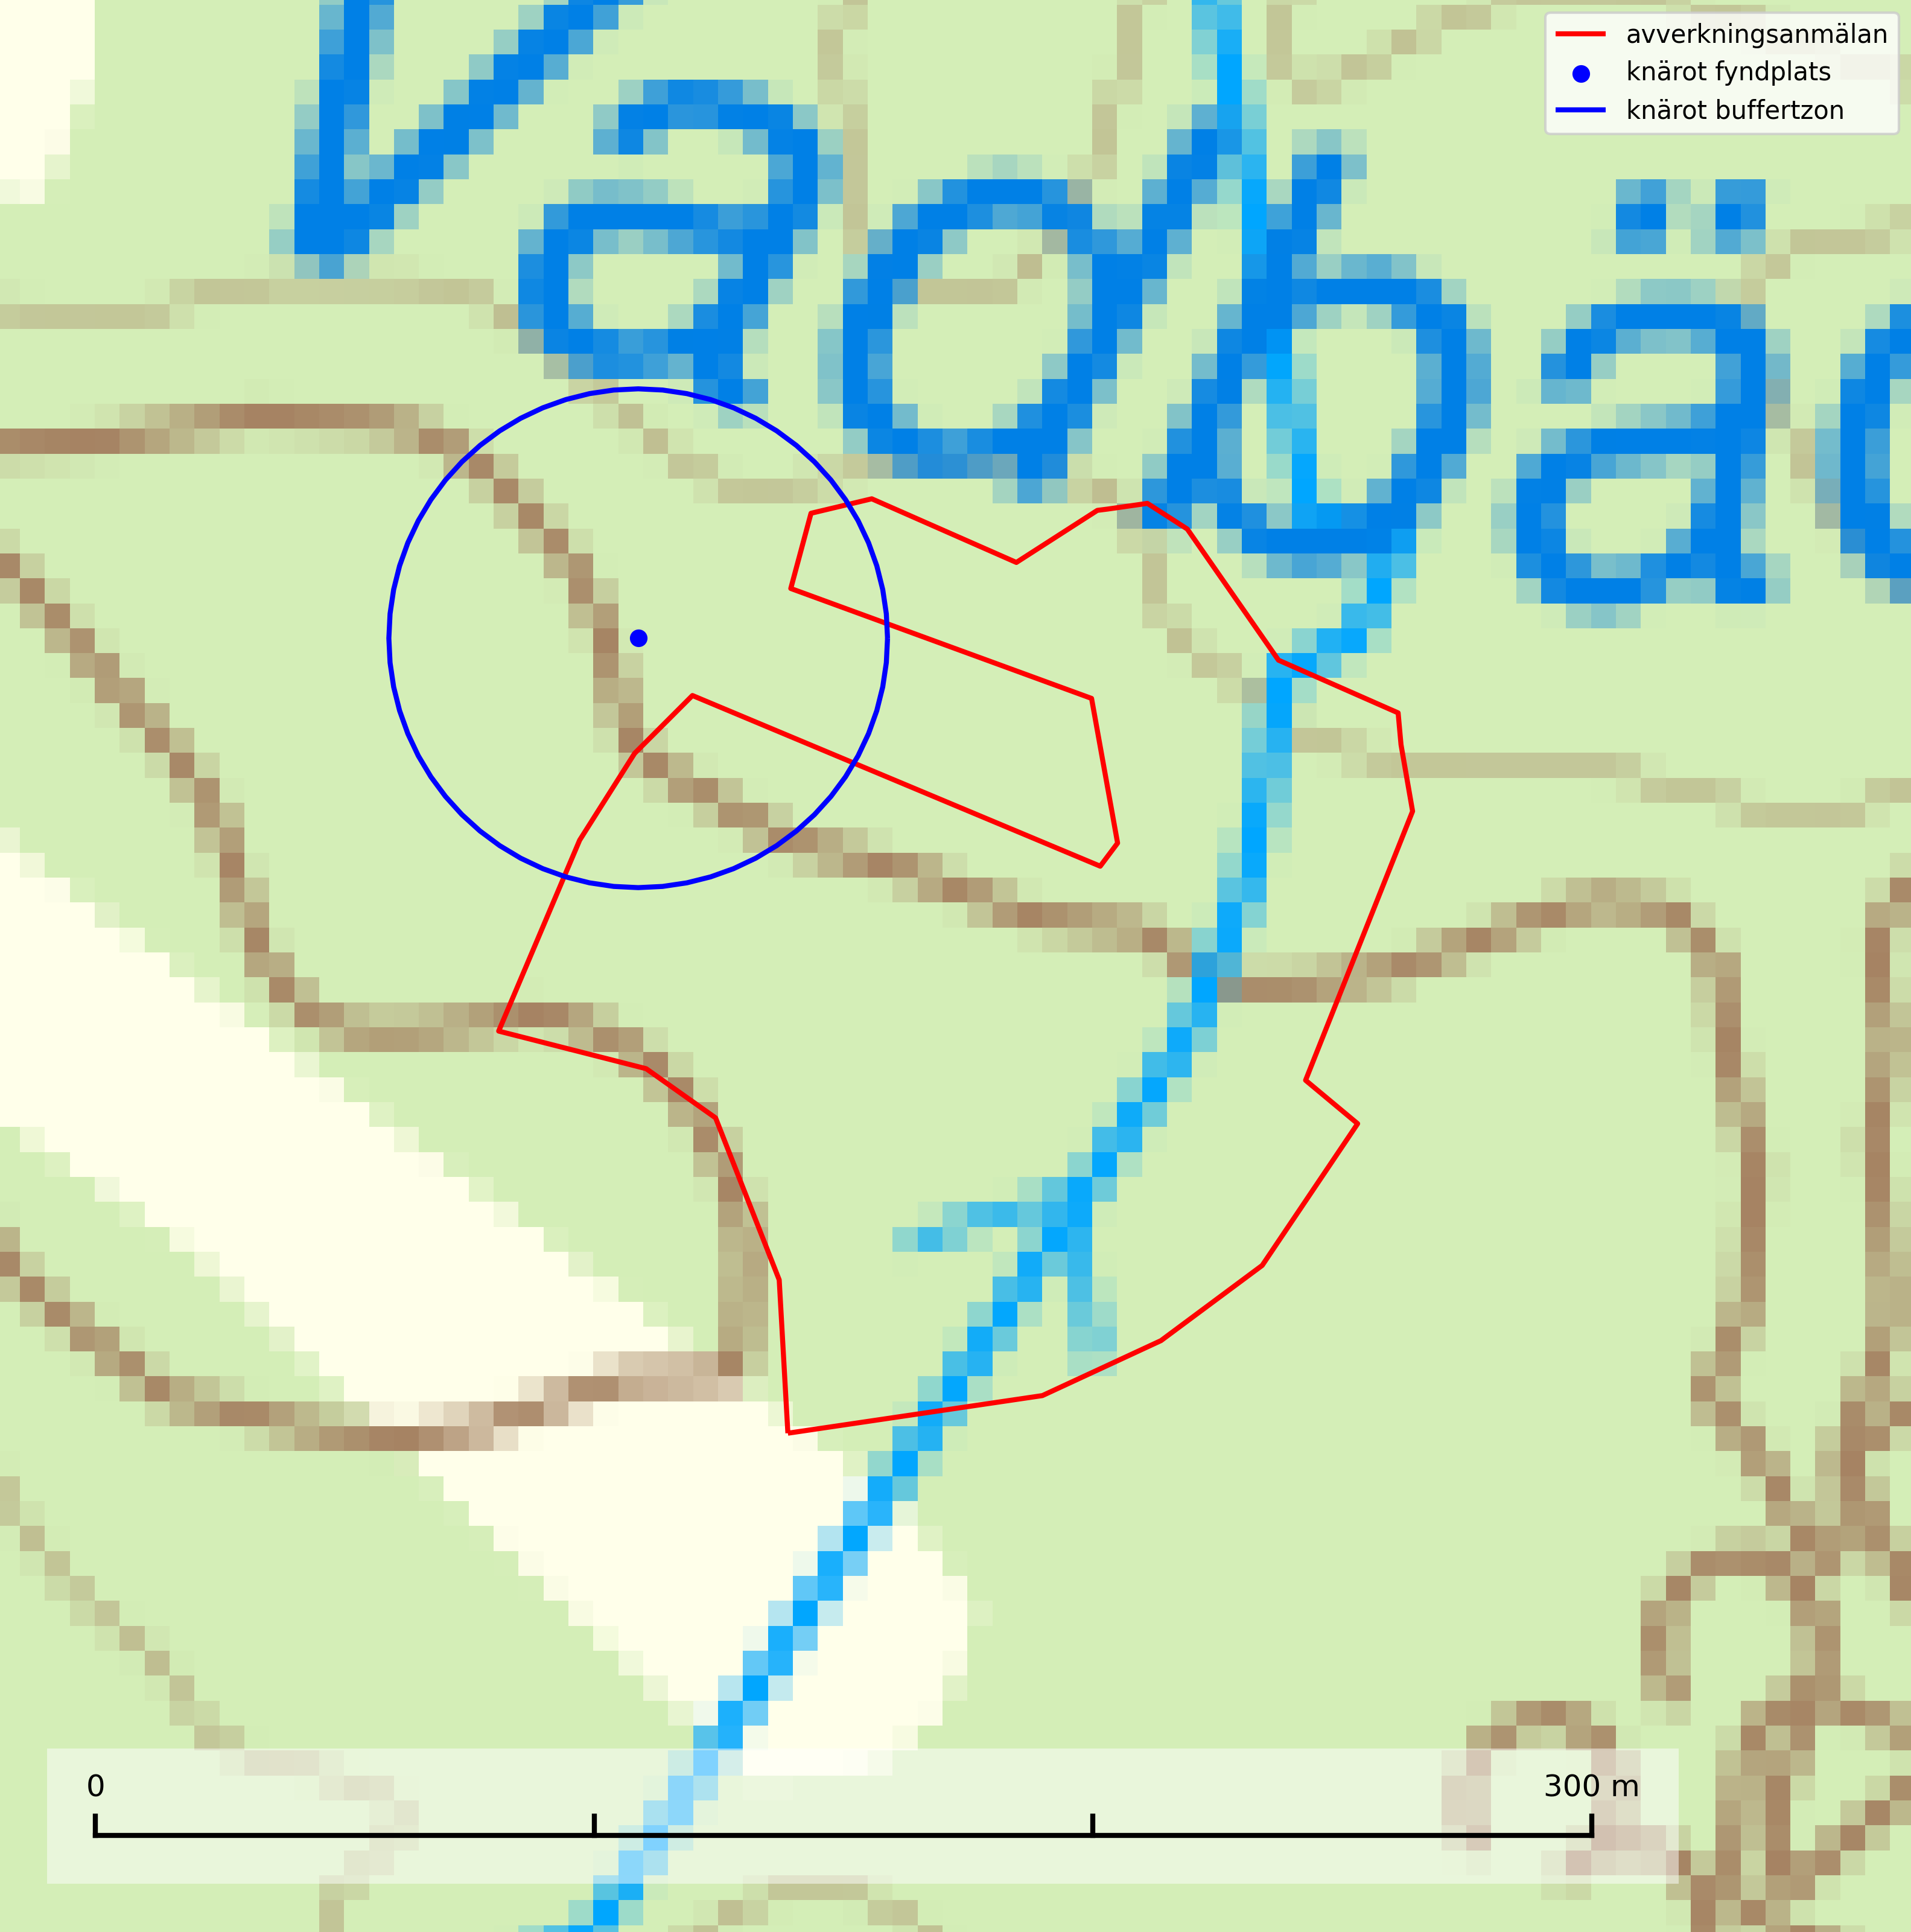 avverkningsanmälan
knärot fyndplats
knärot buffertzon
0 300 m